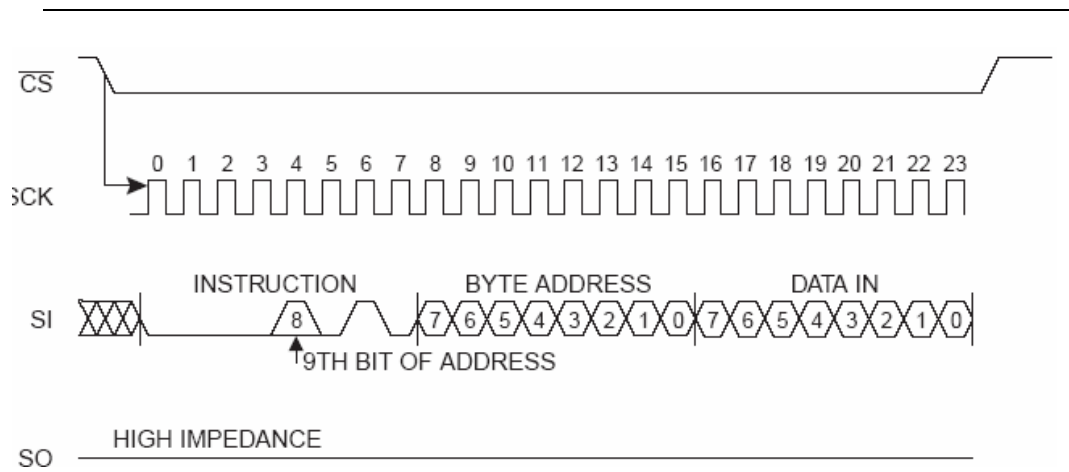 CS
0 1 2 3 4 5 6 7 8 9 10 11 12 13 14 15 16 17 18 19 20 21 22 23
SCK
INSTRUCTION BYTE ADDRESS DATA IN
SI 8 7 6 5 4 3 2 1 0 7 6 5 4 3 2 1 0
9TH BIT OF ADDRESS
HIGH IMPEDANCE
SO